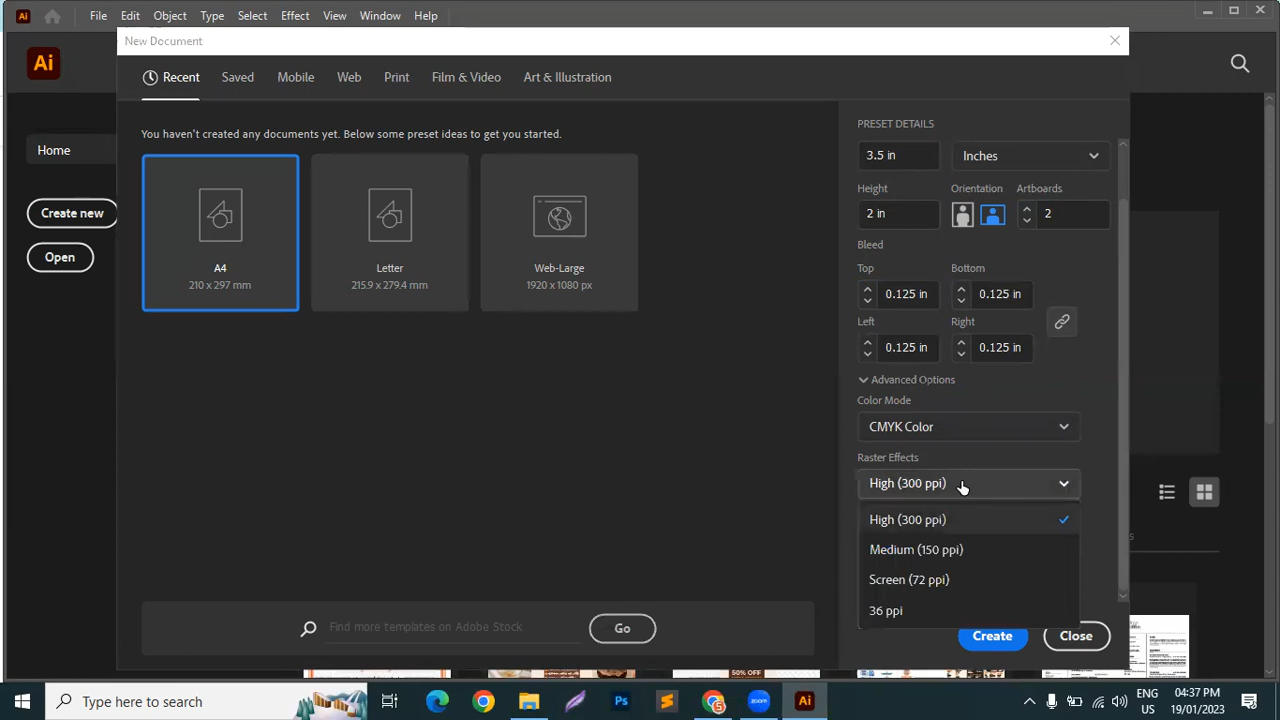 Ai File Edit Object Type Select Effect View Window Help
New Document
Ai
Recent Saved Mobile Web Print Film & Video Art & Illustration
You haven't created any documents yet. Below some preset ideas to get you started.
Home
Create new
Open
A4
210 x 297 mm
Letter
215.9 x 279.4 mm
Web-Large
1920 x 1080 px
Find more templates on Adobe Stock Go
PRESET DETAILS
3.5 in Inches
Height Orientation Artboards
2 in 2
Bleed
Top Bottom
0.125 in 0.125 in
Left Right
0.125 in 0.125 in
Advanced Options
Color Mode
CMYK Color
Raster Effects
High (300 ppi)
High (300 ppi)
Medium (150 ppi)
Screen (72 ppi)
36 ppi
Create Close
50% OFF
Type here to search
Ps
zoom
Ai
ENG 04:37 PM
US 19/01/2023